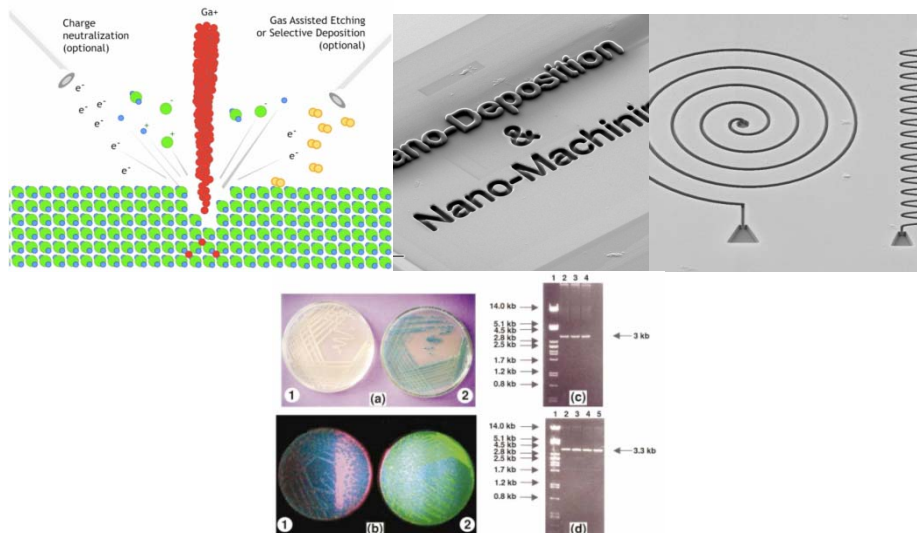 Ga+
Charge
neutralization
(optional)
Gas Assisted Etching
or Selective Deposition
(optional)
e-
e-
e-
e-
e-
e-
e-
-
-
+
+
ano-Deposition
&
Nano-Machinin
1
(a)
2
1
(b)
2
1 2 3 4
14.0 kb
5.1 kb
4.5 kb
2.8 kb
2.5 kb
1.7 kb
1.2 kb
0.8 kb
3 kb
(c)
1 2 3 4 5
14.0 kb
5.1 kb
4.5 kb
2.8 kb
2.5 kb
1.7 kb
1.2 kb
0.8 kb
3.3 kb
(d)